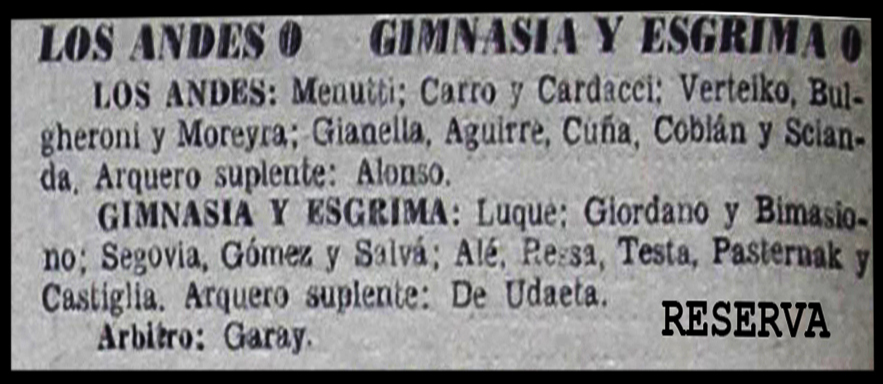 LOS ANDES 0 GIMNASIA Y ESGRIMA 0
LOS ANDES: Menutti; Carro y Cardacci; Verteiko, Bul-
gheroni y Moreyra; Gianella, Aguirre, Cuña, Cobián y Scian-
da. Arquero suplente: Alonso.
GIMNASIA Y ESGRIMA: Luque; Giordano y Bimasio-
no; Segovia, Gómez y Salvá; Alé, Testa, Pasternak y
Castiglia. Arquero suplente: De Udaeta.
Arbitro: Garay.
RESERVA